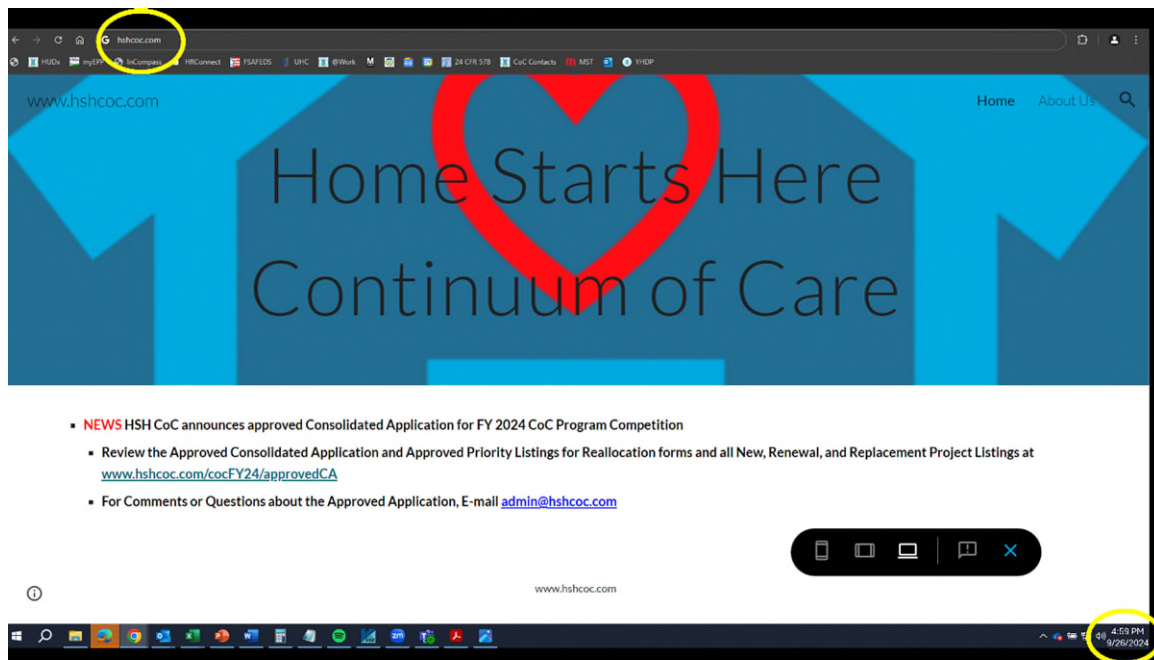 hshcoc.com
HUDx myEPP InCompass HRConnect FSAFEDS UHC @Work M 24 CFR 578 CoC Contacts MST YHDP
www.hshcoc.com Home About Us
Home Starts Here
Continuum of Care
▪ NEWS HSH CoC announces approved Consolidated Application for FY 2024 CoC Program Competition
▪ Review the Approved Consolidated Application and Approved Priority Listings for Reallocation forms and all New, Renewal, and Replacement Project Listings at
www.hshcoc.com/cocFY24/approvedCA
▪ For Comments or Questions about the Approved Application, E-mail admin@hshcoc.com
www.hshcoc.com
4:59 PM
9/26/2024